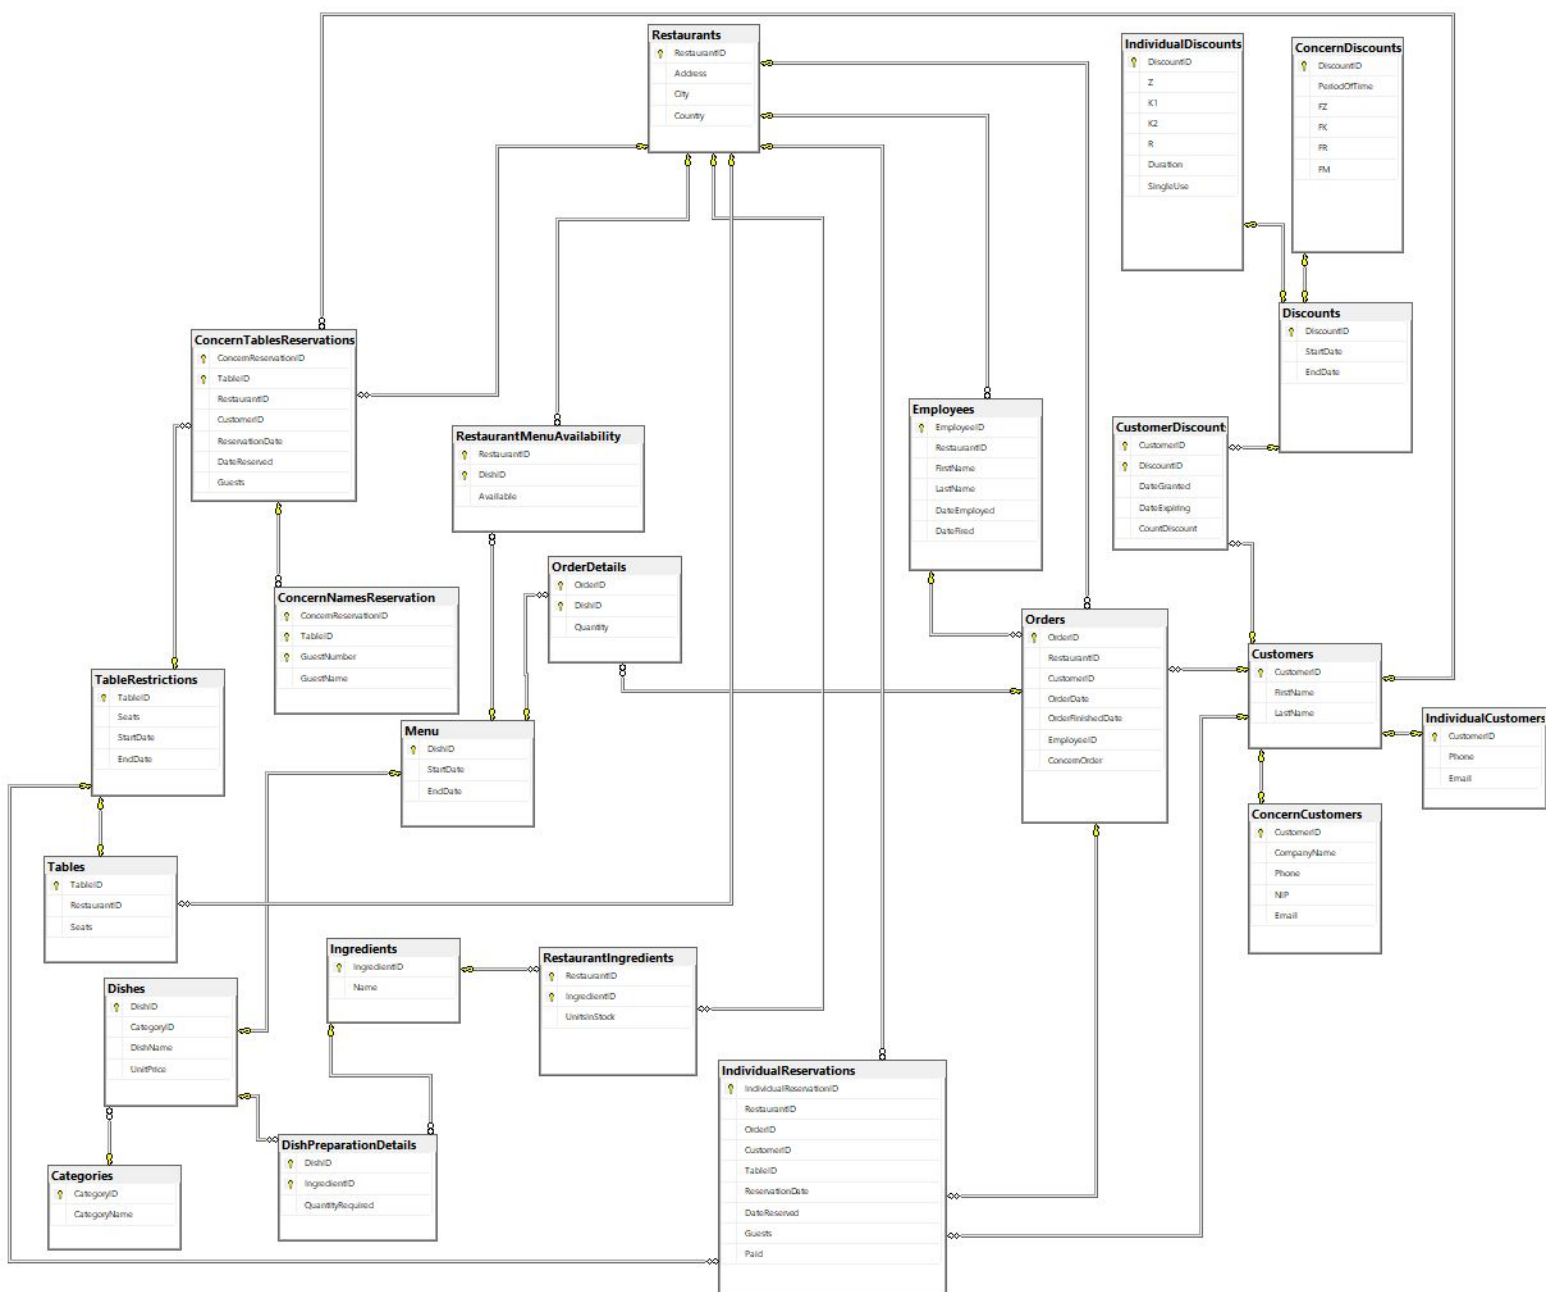 Restaurants
RestaurantID
Address
City
Country
IndividualDiscounts
DiscountID
Z
K1
K2
R
Duration
SingleUse
ConcernDiscounts
DiscountID
PeriodOfTime
FZ
FK
FR
FM
Discounts
DiscountID
StartDate
EndDate
ConcernTablesReservations
ConcernReservationID
TableID
RestaurantID
CustomerID
ReservationDate
DateReserved
Guests
RestaurantMenuAvailability
RestaurantID
DishID
Available
Employees
EmployeeID
RestaurantID
FirstName
LastName
DateEmployed
DateFired
CustomerDiscount
CustomerID
DiscountID
DateGranted
DateExpiring
CountDiscount
OrderDetails
OrderID
DishID
Quantity
ConcernNamesReservation
ConcernReservationID
TableID
GuestNumber
GuestName
Orders
OrderID
RestaurantID
CustomerID
OrderDate
OrderFinishedDate
EmployeeID
ConcernOrder
Customers
CustomerID
FirstName
LastName
TableRestrictions
TableID
Seats
StartDate
EndDate
Menu
DishID
StartDate
EndDate
IndividualCustomers
CustomerID
Phone
Email
ConcernCustomers
CustomerID
CompanyName
Phone
NIP
Email
Tables
TableID
RestaurantID
Seats
Ingredients
IngredientID
Name
RestaurantIngredients
RestaurantID
IngredientID
UnitsInStock
Dishes
DishID
CategoryID
DishName
UnitPrice
IndividualReservations
IndividualReservationID
RestaurantID
OrderID
CustomerID
TableID
ReservationDate
DateReserved
Guests
Paid
DishPreparationDetails
DishID
IngredientID
QuantityRequired
Categories
CategoryID
CategoryName